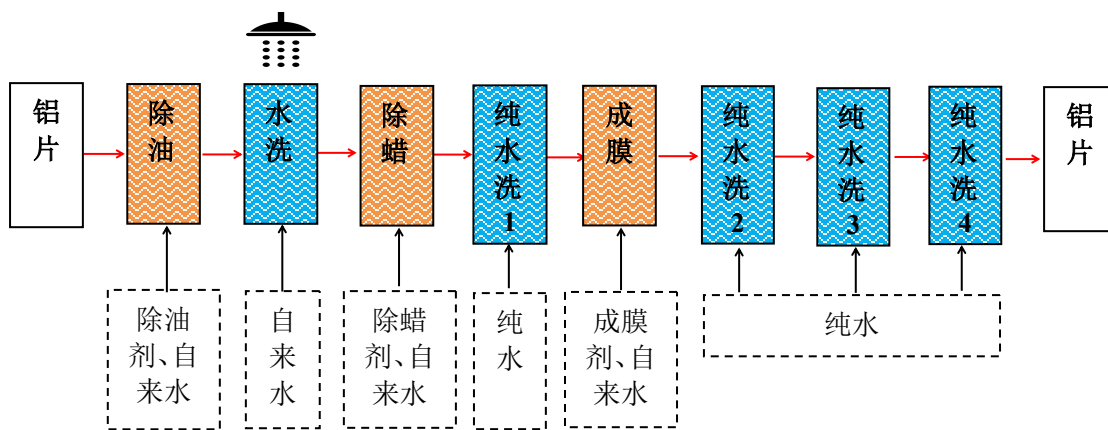 铝片
除油
水洗
除蜡
纯水洗1
成膜
纯水洗2
纯水洗3
纯水洗4
铝片
除油
剂、自
来水
自
来
水
除蜡
剂、自
来水
纯
水
成膜
剂、自
来水
纯水